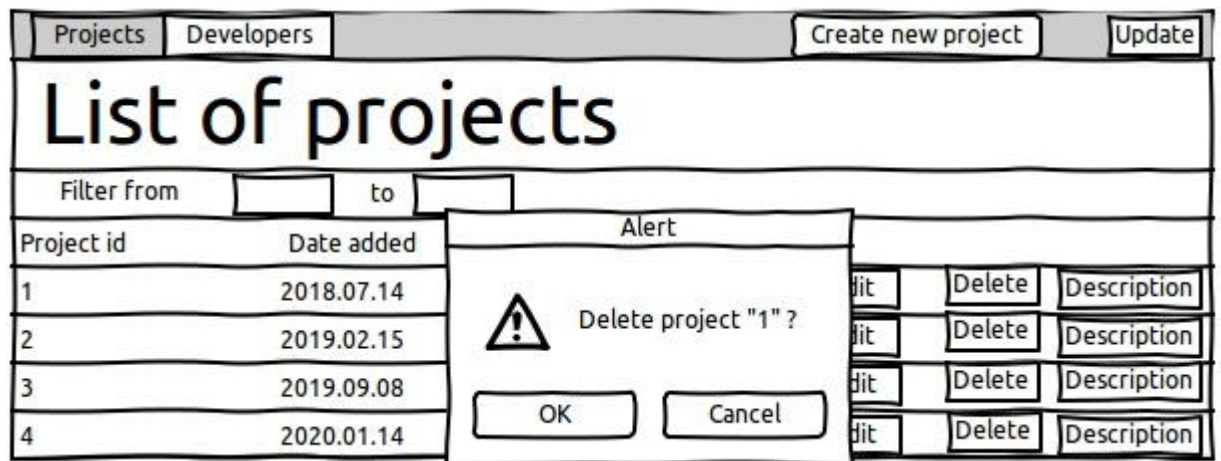 Projects Developers Create new project Update
List of projects
Filter from to
Project id Date added
Alert
1 2018.07.14 Delete Description
Delete project "1" ?
2 2019.02.15 Delete Description
3 2019.09.08 Delete Description
OK Cancel
4 2020.01.14 Delete Description